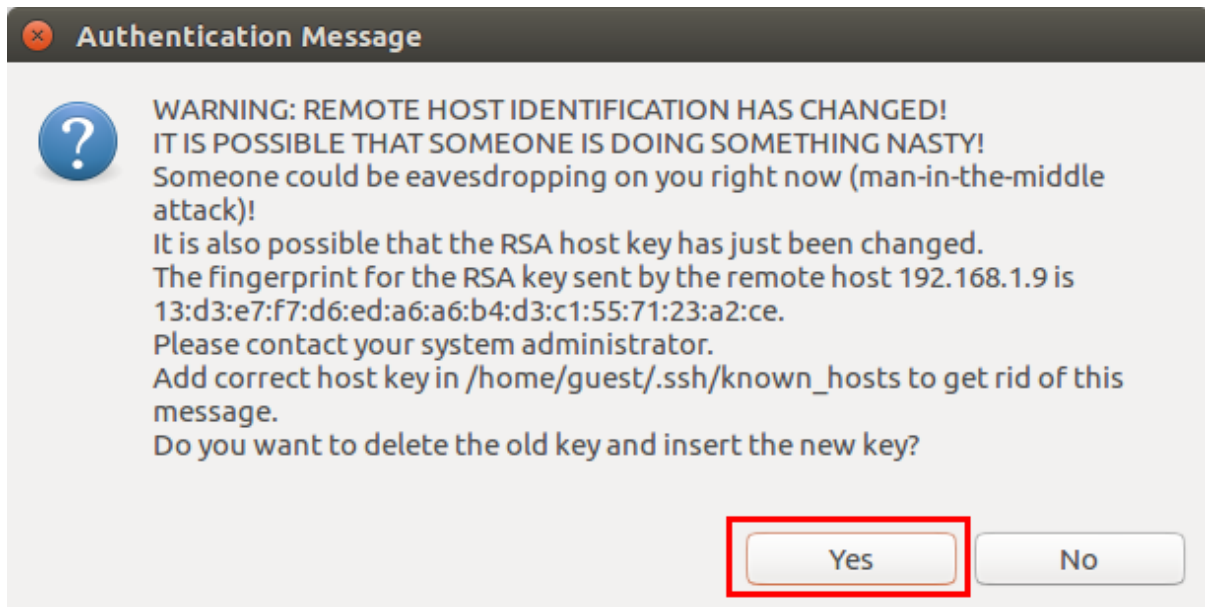 Authentication Message
WARNING: REMOTE HOST IDENTIFICATION HAS CHANGED!
IT IS POSSIBLE THAT SOMEONE IS DOING SOMETHING NASTY!
Someone could be eavesdropping on you right now (man-in-the-middle
attack)!
It is also possible that the RSA host key has just been changed.
The fingerprint for the RSA key sent by the remote host 192.168.1.9 is
13:d3:e7:f7:d6:ed:a6:a6:b4:d3:c1:55:71:23:a2:ce.
Please contact your system administrator.
Add correct host key in /home/guest/.ssh/known_hosts to get rid of this
message.
Do you want to delete the old key and insert the new key?
Yes No